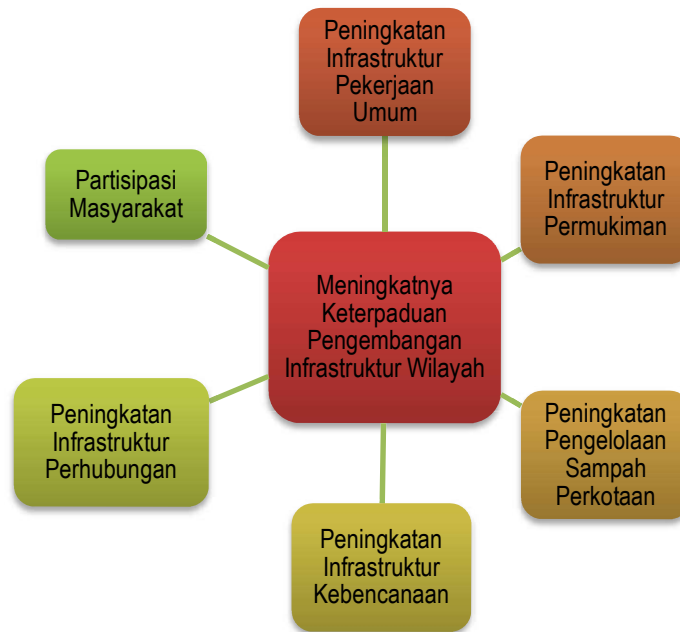 Peningkatan
Infrastruktur
Pekerjaan
Umum
Partisipasi
Masyarakat
Peningkatan
Infrastruktur
Permukiman
Meningkatnya
Keterpaduan
Pengembangan
Infrastruktur Wilayah
Peningkatan
Infrastruktur
Perhubungan
Peningkatan
Pengelolaan
Sampah
Perkotaan
Peningkatan
Infrastruktur
Kebencanaan